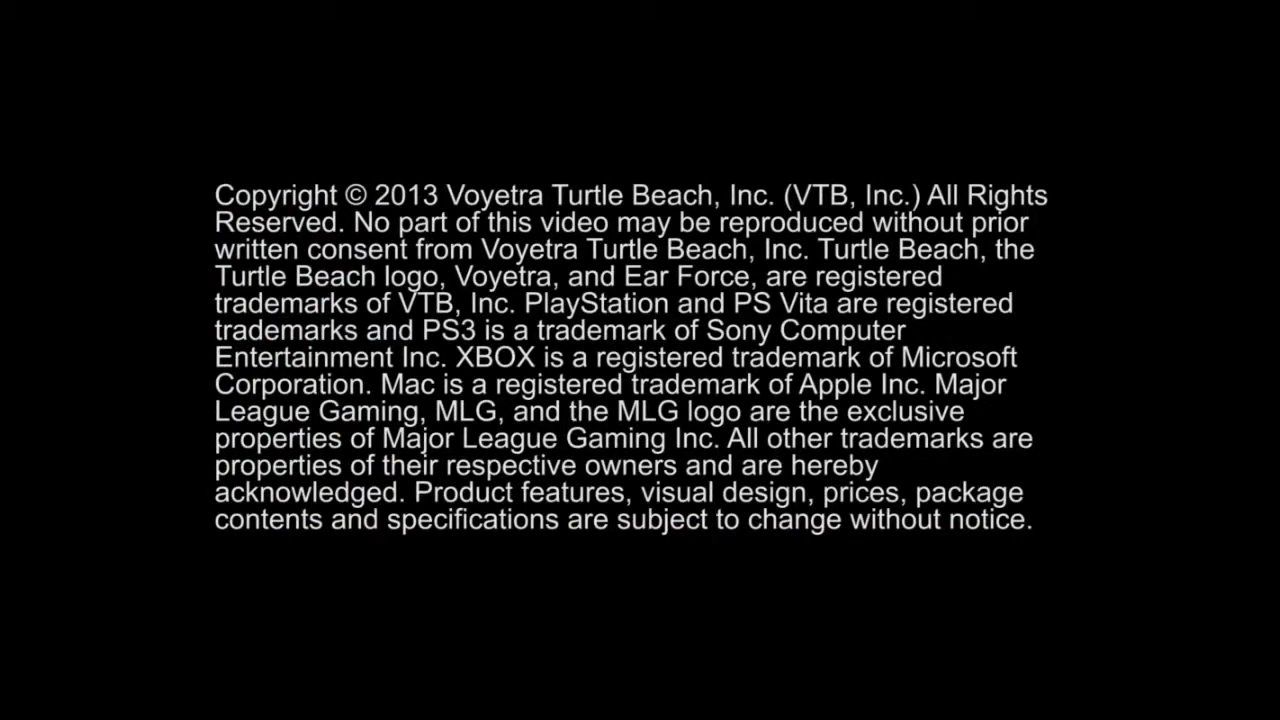 Copyright © 2013 Voyetra Turtle Beach, Inc. (VTB, Inc.) All Rights
Reserved. No part of this video may be reproduced without prior
written consent from Voyetra Turtle Beach, Inc. Turtle Beach, the
Turtle Beach logo, Voyetra, and Ear Force, are registered
trademarks of VTB, Inc. PlayStation and PS Vita are registered
trademarks and PS3 is a trademark of Sony Computer
Entertainment Inc. XBOX is a registered trademark of Microsoft
Corporation. Mac is a registered trademark of Apple Inc. Major
League Gaming, MLG, and the MLG logo are the exclusive
properties of Major League Gaming Inc. All other trademarks are
properties of their respective owners and are hereby
acknowledged. Product features, visual design, prices, package
contents and specifications are subject to change without notice.